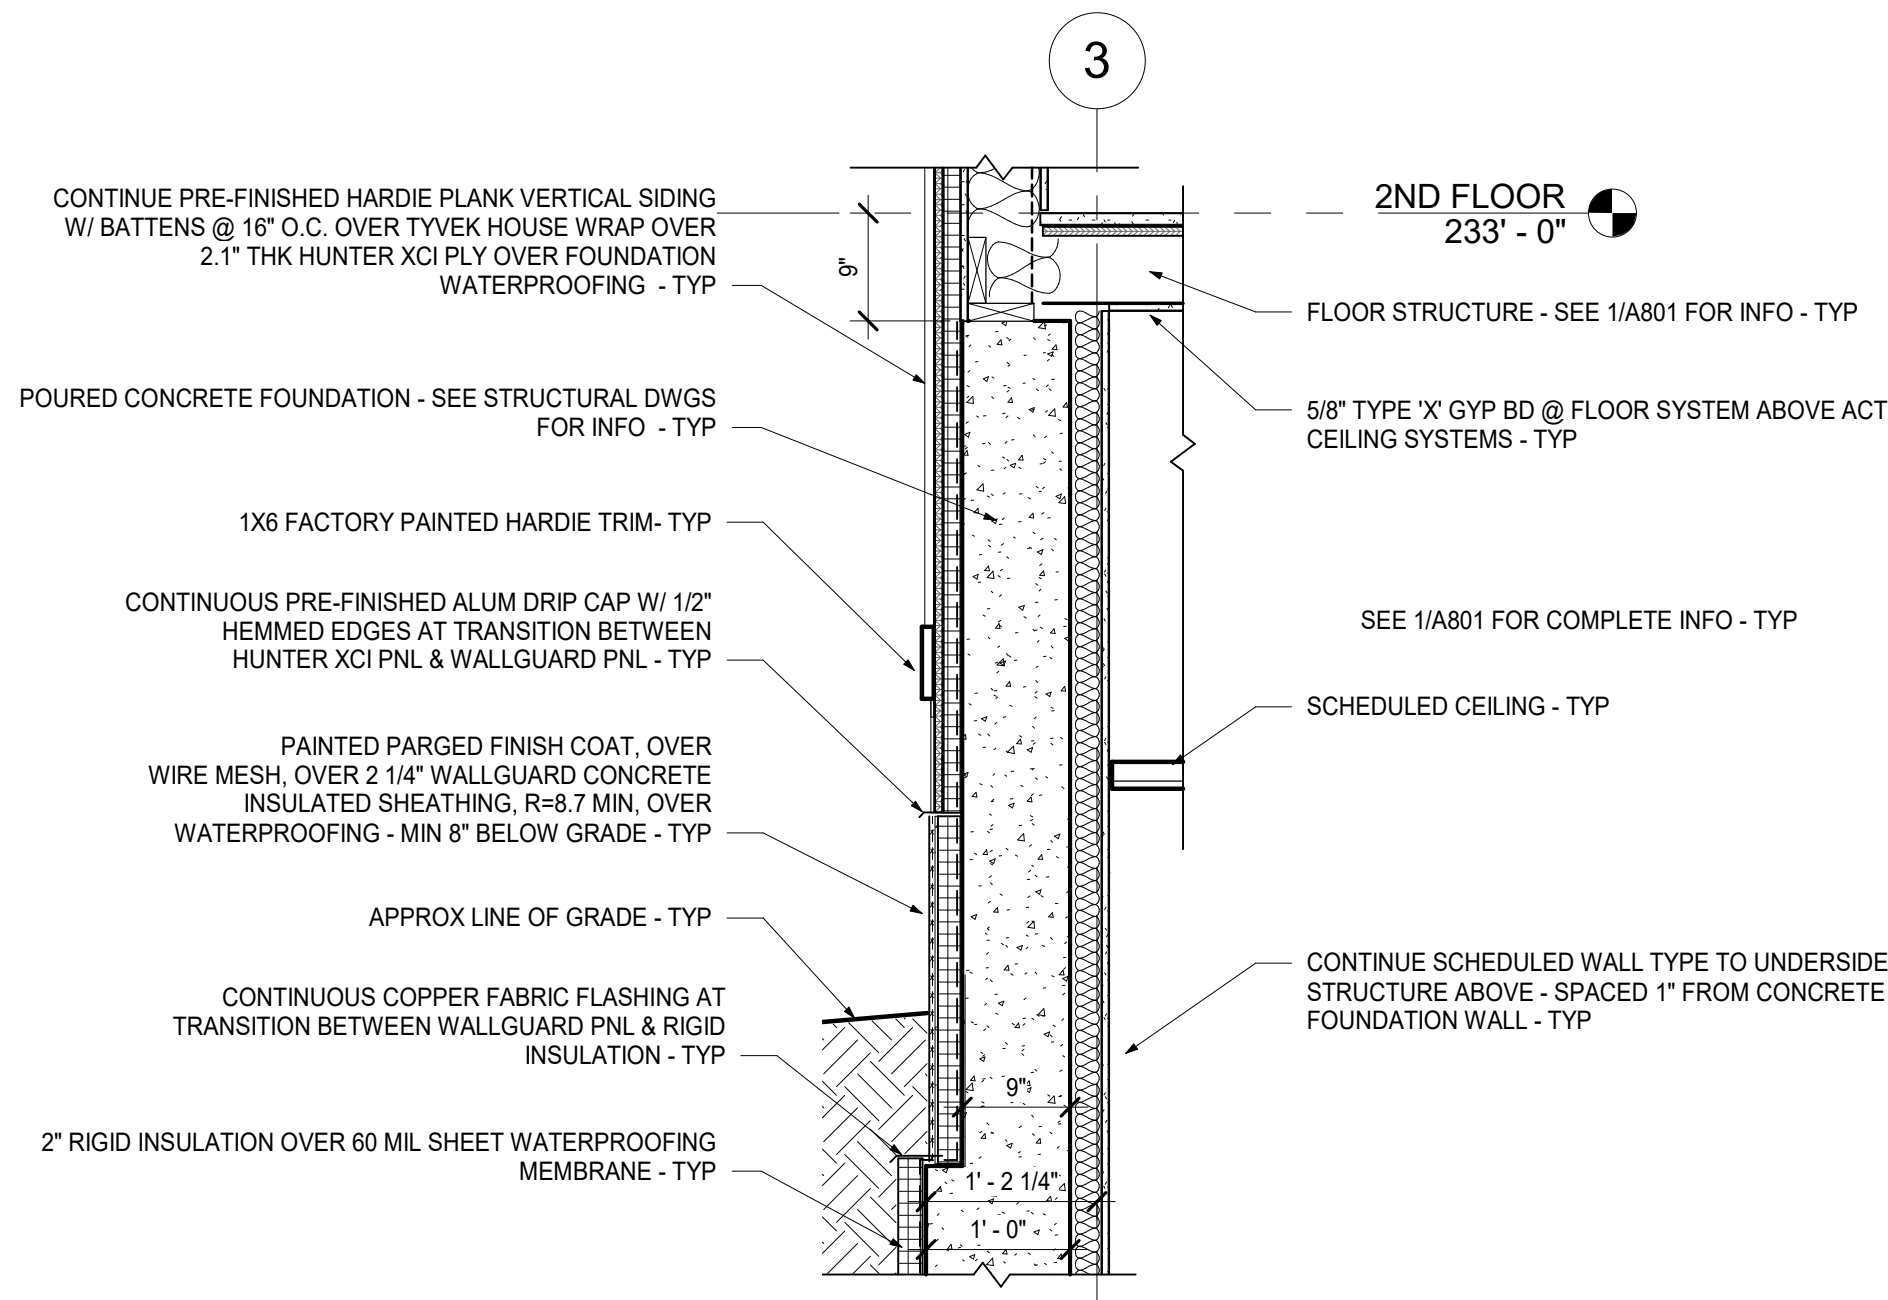 3
CONTINUE PRE-FINISHED HARDIE PLANK VERTICAL SIDING
W/ BATTENS @ 16" O.C. OVER TYVEK HOUSE WRAP OVER
2.1" THK HUNTER XCI PLY OVER FOUNDATION
WATERPROOFING - TYP
POURED CONCRETE FOUNDATION - SEE STRUCTURAL DWGS
FOR INFO - TYP
1X6 FACTORY PAINTED HARDIE TRIM- TYP
CONTINUOUS PRE-FINISHED ALUM DRIP CAP W/ 1/2"
HEMMED EDGES AT TRANSITION BETWEEN
HUNTER XCI PNL & WALLGUARD PNL - TYP
PAINTED PARGED FINISH COAT, OVER
WIRE MESH, OVER 2 1/4" WALLGUARD CONCRETE
INSULATED SHEATHING, R=8.7 MIN, OVER
WATERPROOFING - MIN 8" BELOW GRADE - TYP
APPROX LINE OF GRADE - TYP
CONTINUOUS COPPER FABRIC FLASHING AT
TRANSITION BETWEEN WALLGUARD PNL & RIGID
INSULATION - TYP
2" RIGID INSULATION OVER 60 MIL SHEET WATERPROOFING
MEMBRANE - TYP
9"
9"
1' - 2 1/4"
1' - 0"
2ND FLOOR
233' - 0"
FLOOR STRUCTURE - SEE 1/A801 FOR INFO - TYP
5/8" TYPE 'X' GYP BD @ FLOOR SYSTEM ABOVE ACT
CEILING SYSTEMS - TYP
SEE 1/A801 FOR COMPLETE INFO - TYP
SCHEDULED CEILING - TYP
CONTINUE SCHEDULED WALL TYPE TO UNDERSIDE
STRUCTURE ABOVE - SPACED 1" FROM CONCRETE
FOUNDATION WALL - TYP